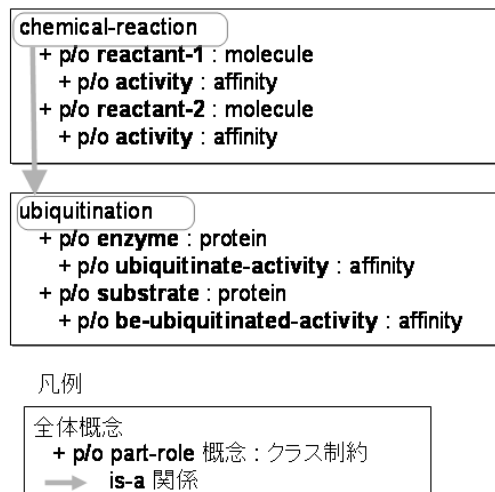 chemical-reaction
+ p/o reactant-1 : molecule
+ p/o activity : affinity
+ p/o reactant-2 : molecule
+ p/o activity : affinity
ubiquitination
+ p/o enzyme : protein
+ p/o ubiquitinate-activity : affinity
+ p/o substrate : protein
+ p/o be-ubiquitinated-activity : affinity
凡例
全体概念
+ p/o part-role 概念 : クラス制約
is-a 関係